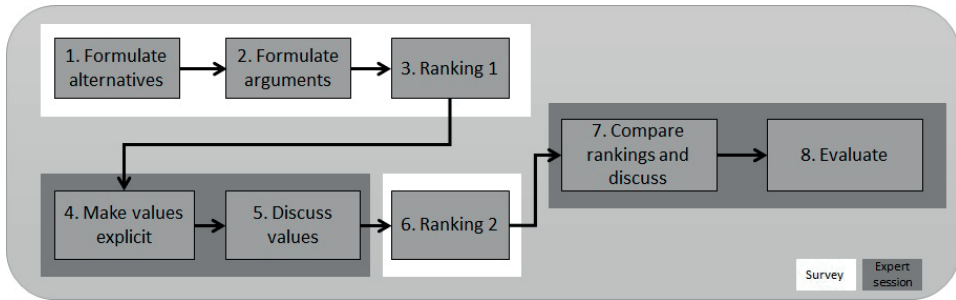 1. Formulate
alternatives
2. Formulate
arguments
3. Ranking 1
4. Make values
explicit
5. Discuss
values
6. Ranking 2
7. Compare
rankings and
discuss
8. Evaluate
Survey
Expert
session